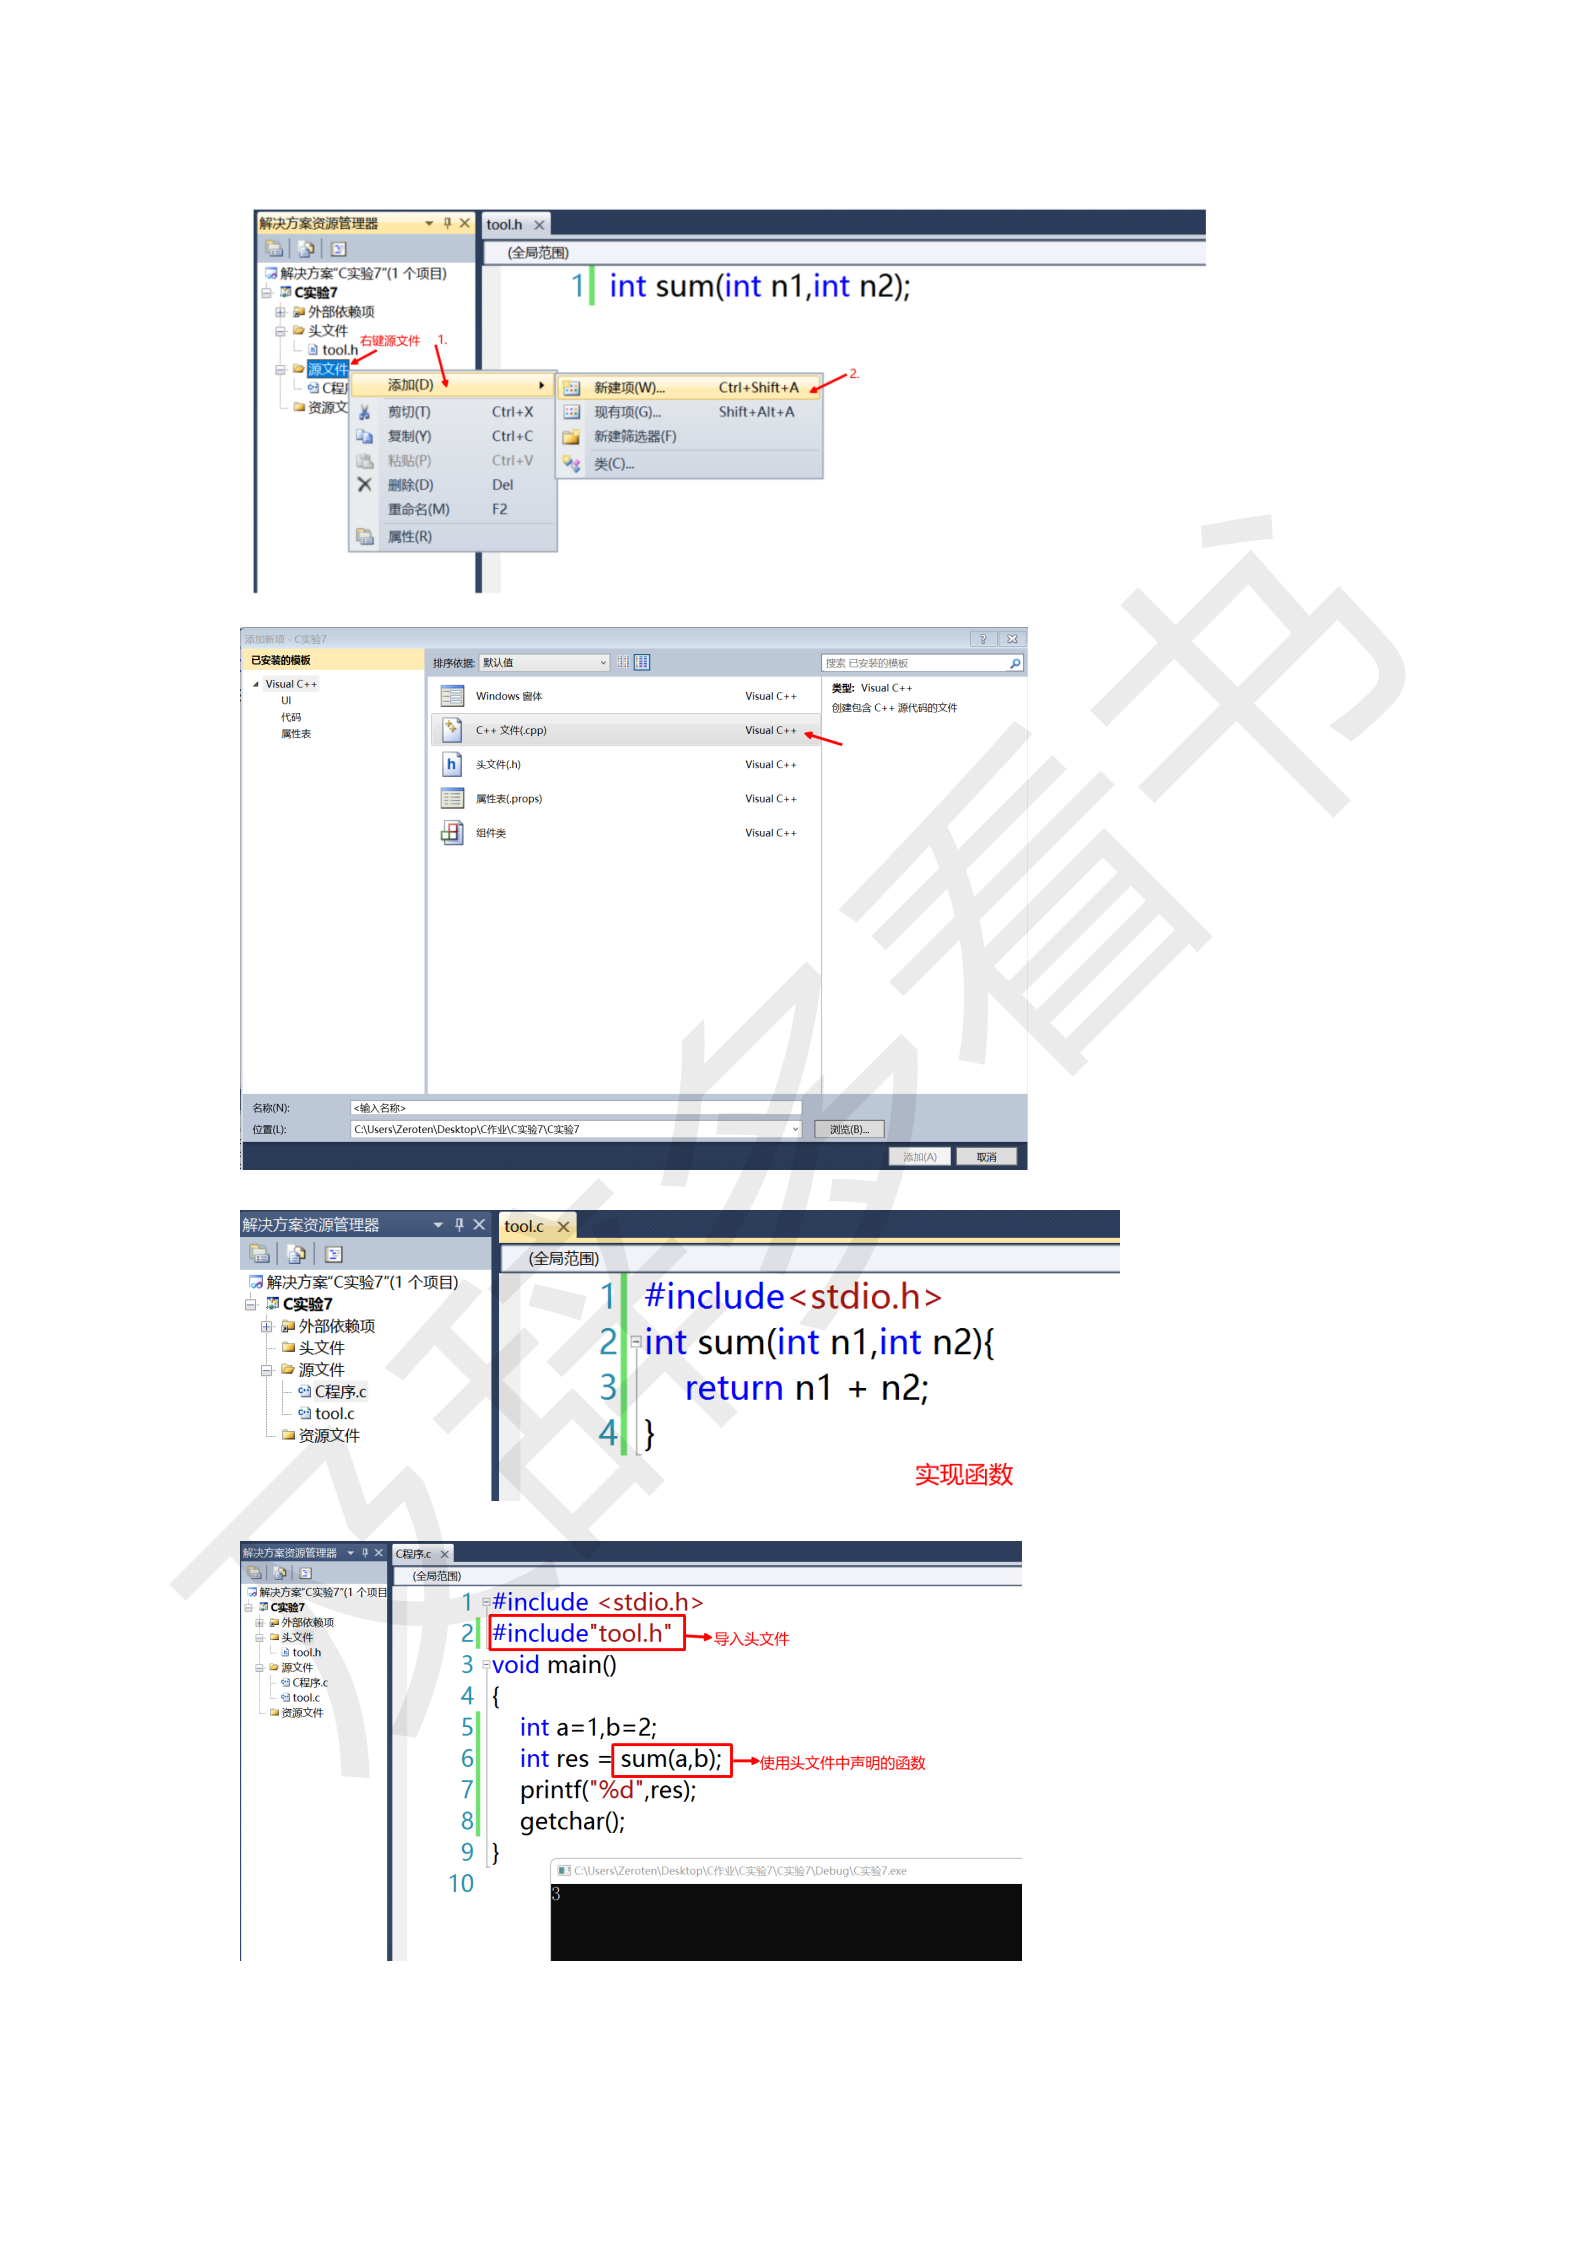 解决方案资源管理器
tool.h
(全局范围)
解决方案"C实验7"(1 个项目)
C实验7
外部依赖项
头文件
tool.h
源文件
C程序
资源文
右键源文件
1.
1 int sum(int n1,int n2);
添加(D)
剪切(T) Ctrl+X
复制(Y) Ctrl+C
粘贴(P) Ctrl+V
删除(D) Del
重命名(M) F2
属性(R)
新建项(W)... Ctrl+Shift+A
现有项(G)... Shift+Alt+A
新建筛选器(F)
类(C)...
2.
添加新项 - C实验7
已安装的模板
Visual C++
UI
代码
属性表
排序依据: 默认值
搜索 已安装的模板
Windows 窗体 Visual C++
C++ 文件(.cpp) Visual C++
头文件(.h) Visual C++
属性表(.props) Visual C++
组件类 Visual C++
类型: Visual C++
创建包含 C++ 源代码的文件
名称(N): <输入名称>
位置(L): C:\Users\Zeroten\Desktop\C作业\C实验7\C实验7
浏览(B)...
添加(A) 取消
解决方案资源管理器
tool.c
(全局范围)
解决方案"C实验7"(1 个项目)
C实验7
外部依赖项
头文件
源文件
C程序.c
tool.c
资源文件
1 #include<stdio.h>
2 int sum(int n1,int n2){
3 return n1 + n2;
4 }
实现函数
解决方案资源管理器
C程序.c
(全局范围)
解决方案"C实验7"(1 个项目
C实验7
外部依赖项
头文件
tool.h
源文件
C程序.c
tool.c
资源文件
1 #include <stdio.h>
2 #include"tool.h"
导入头文件
3 void main()
4 {
5 int a=1,b=2;
6 int res = sum(a,b);
使用头文件中声明的函数
7 printf("%d",res);
8 getchar();
9 }
10
C:\Users\Zeroten\Desktop\C作业\C实验7\C实验7\Debug\C实验7.exe
3
及辞多看书